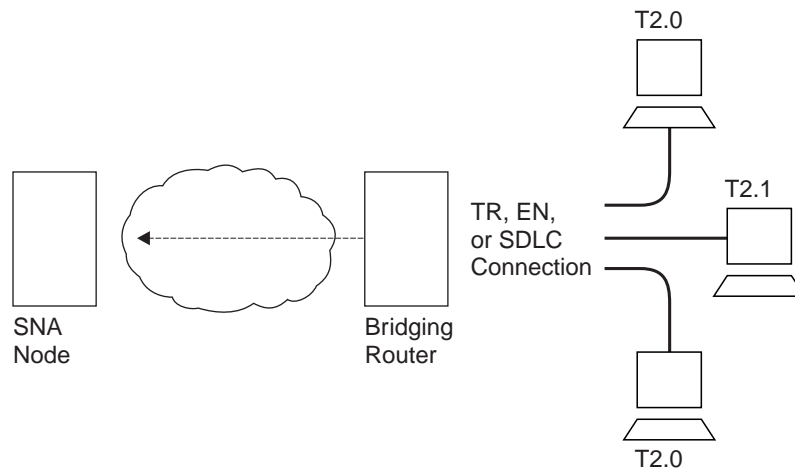 T2.0
T2.1
TR, EN,
or SDLC
Connection
SNA
Node
Bridging
Router
T2.0